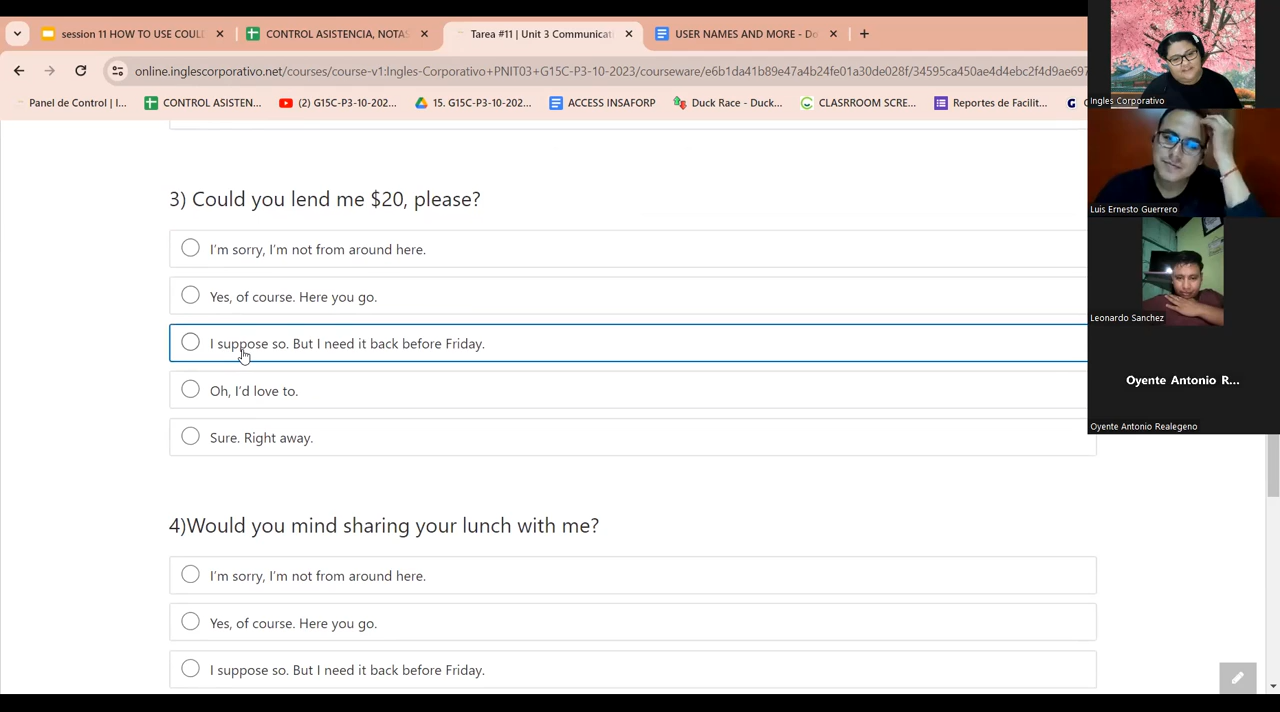 session 11 HOW TO USE COUL
CONTROL ASISTENCIA, NOTAS
Tarea #11 | Unit 3 Communicati
USER NAMES AND MORE - Do
online.inglescorporativo.net/courses/course-v1:Ingles-Corporativo+PNIT03+G15C-P3-10-2023/courseware/e6b1da41b89e47a4b24fe01a30de028f/34595ca450ae4d4ebc2f4d9ae697
Panel de Control | I...
CONTROL ASISTEN...
(2) G15C-P3-10-202...
15. G15C-P3-10-202...
ACCESS INSAFORP
Duck Race - Duck...
CLASRROOM SCRE...
Reportes de Facilit...
Ingles Corporativo
Luis Ernesto Guerrero
Leonardo Sanchez
Oyente Antonio R...
Oyente Antonio Realegeno
3) Could you lend me $20, please?
I'm sorry, I'm not from around here.
Yes, of course. Here you go.
I suppose so. But I need it back before Friday.
Oh, I'd love to.
Sure. Right away.
4)Would you mind sharing your lunch with me?
I'm sorry, I'm not from around here.
Yes, of course. Here you go.
I suppose so. But I need it back before Friday.